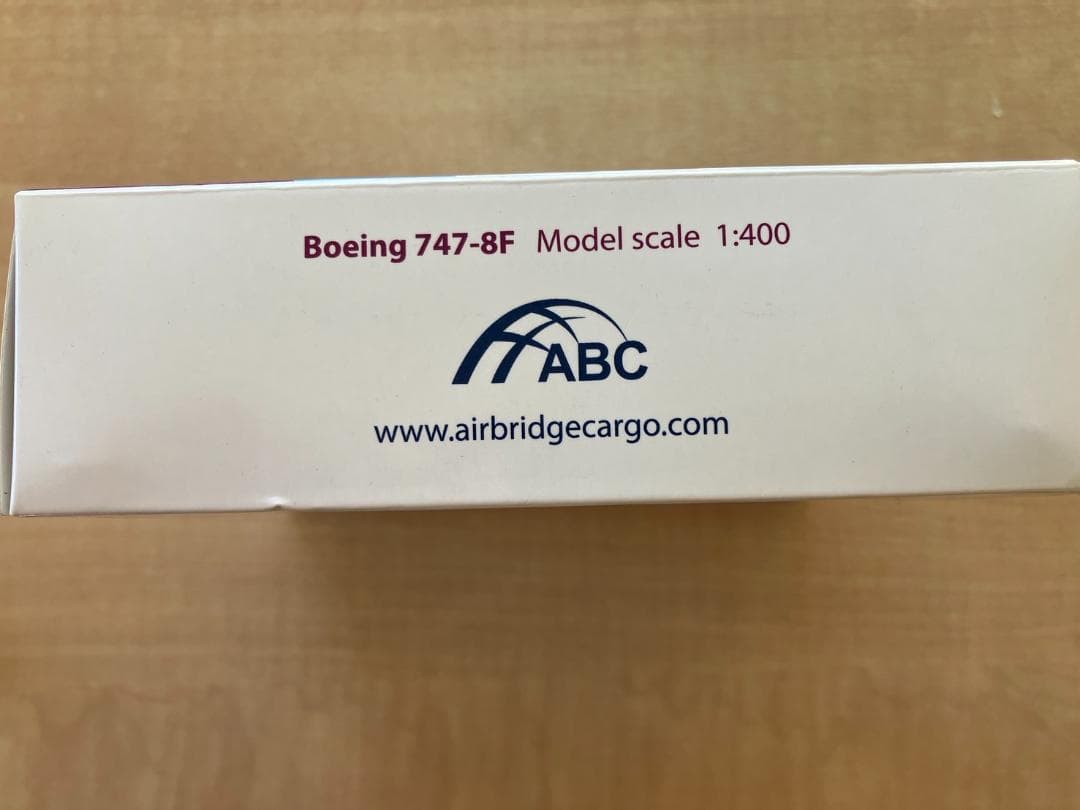 Boeing 747-8F Model scale 1:400
ABC
www.airbridgecargo.com